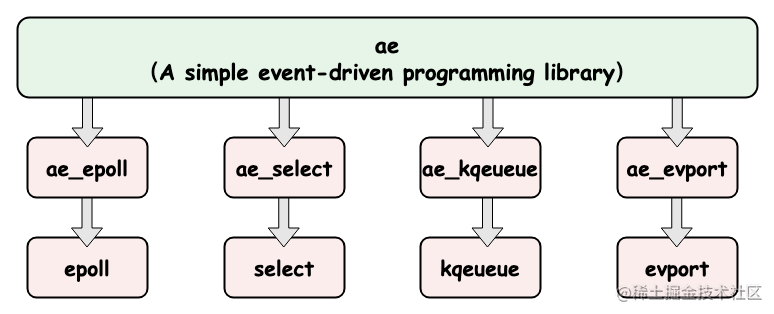 ae
(A simple event-driven programming library)
ae_epoll
ae_select
ae_kqeueue
ae_evport
epoll
select
kqeueue
evport
@稀土掘金技术社区